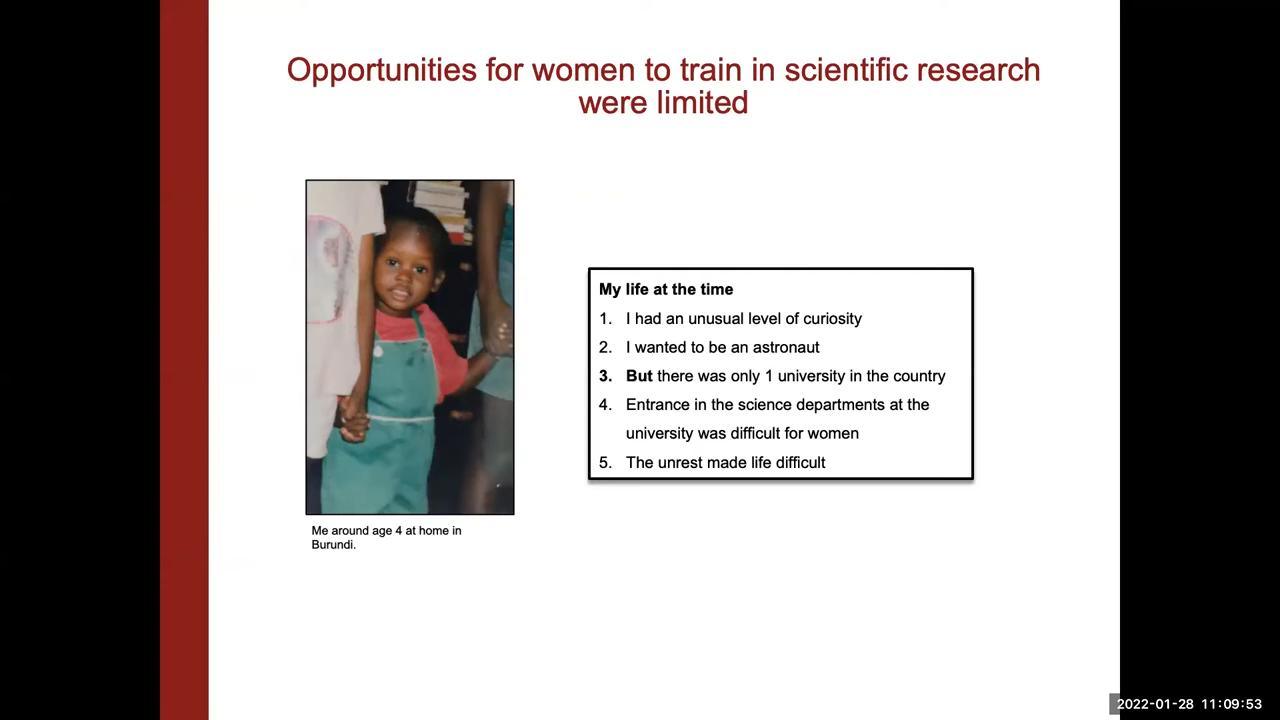 Opportunities for women to train in scientific research
were limited
My life at the time
1. I had an unusual level of curiosity
2. I wanted to be an astronaut
3. But there was only 1 university in the country
4. Entrance in the science departments at the
university was difficult for women
5. The unrest made life difficult
Me around age 4 at home in
Burundi.
2022-01-28 11:09:53